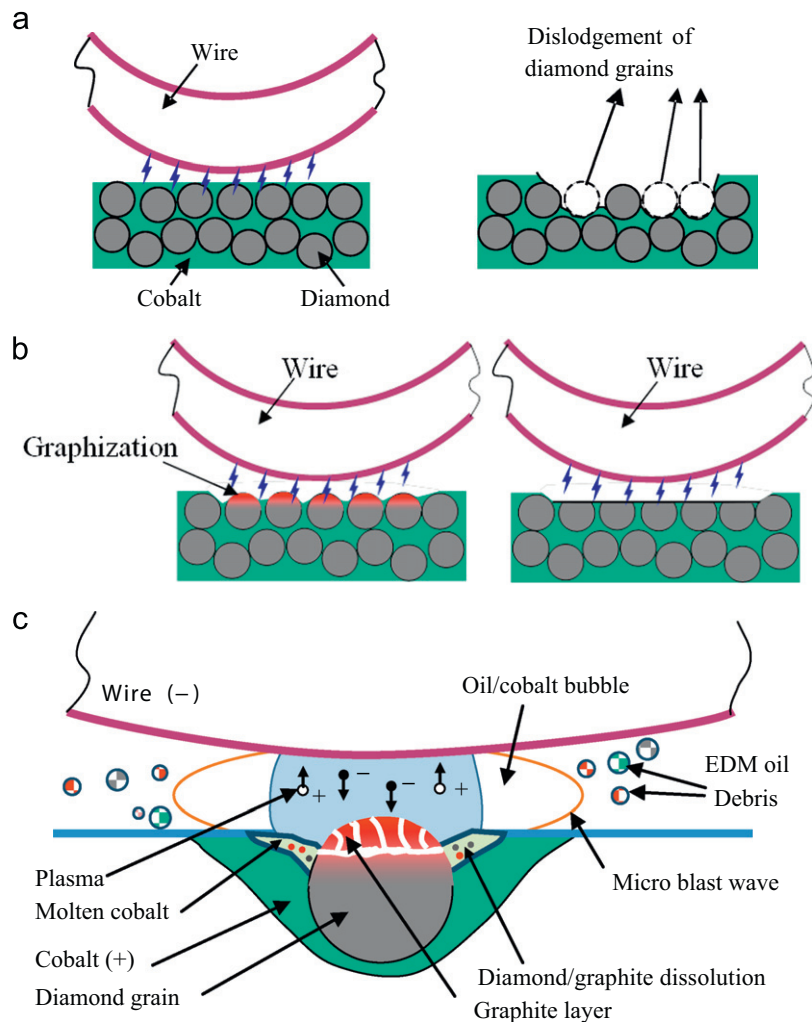 a
Wire
Dislodgement of
diamond grains
Cobalt
Diamond
b
Wire
Wire
Graphization
c
Wire (−)
Oil/cobalt bubble
EDM oil
Debris
− +
− +
Plasma
Molten cobalt
Micro blast wave
Cobalt (+)
Diamond grain
Diamond/graphite dissolution
Graphite layer